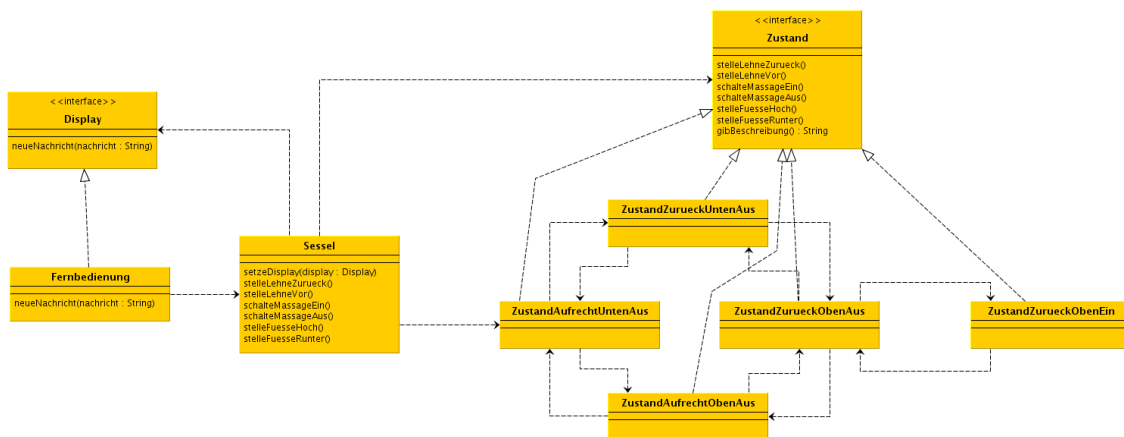 <<interface>>
Zustand
stelleLehneZurueck()
stelleLehneVor()
schalteMassageEin()
schalteMassageAus()
stelleFuesseHoch()
stelleFuesseRunter()
gibBeschreibung() : String
<<interface>>
Display
neueNachricht(nachricht : String)
ZustandZurueckUntenAus
Sessel
setzeDisplay(display : Display)
stelleLehneZurueck()
stelleLehneVor()
schalteMassageEin()
schalteMassageAus()
stelleFuesseHoch()
stelleFuesseRunter()
Fernbedienung
neueNachricht(nachricht : String)
ZustandAufrechtUntenAus
ZustandZurueckObenAus
ZustandZurueckObenEin
ZustandAufrechtObenAus